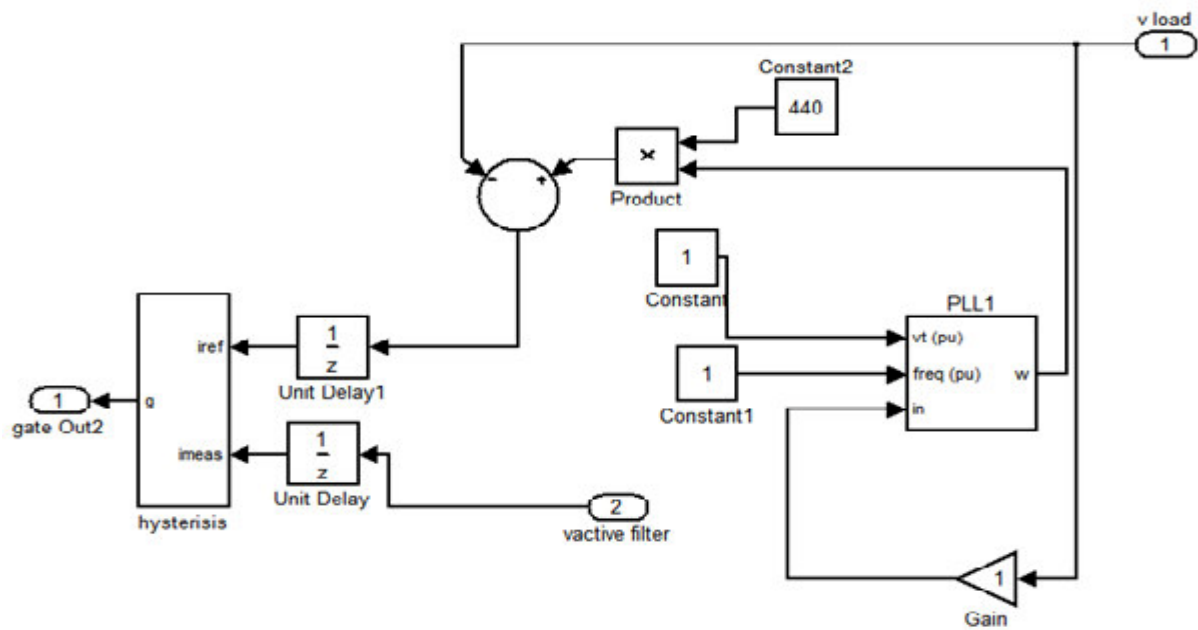 v load
1
Constant2
440
-
+
×
Product
1
Constant
PLL1
vt (pu)
freq (pu)
w
in
1
Constant1
iref
1
z
Unit Delay1
1
gate Out2
g
imeas
1
z
Unit Delay
hysterisis
2
vactive filter
1
Gain